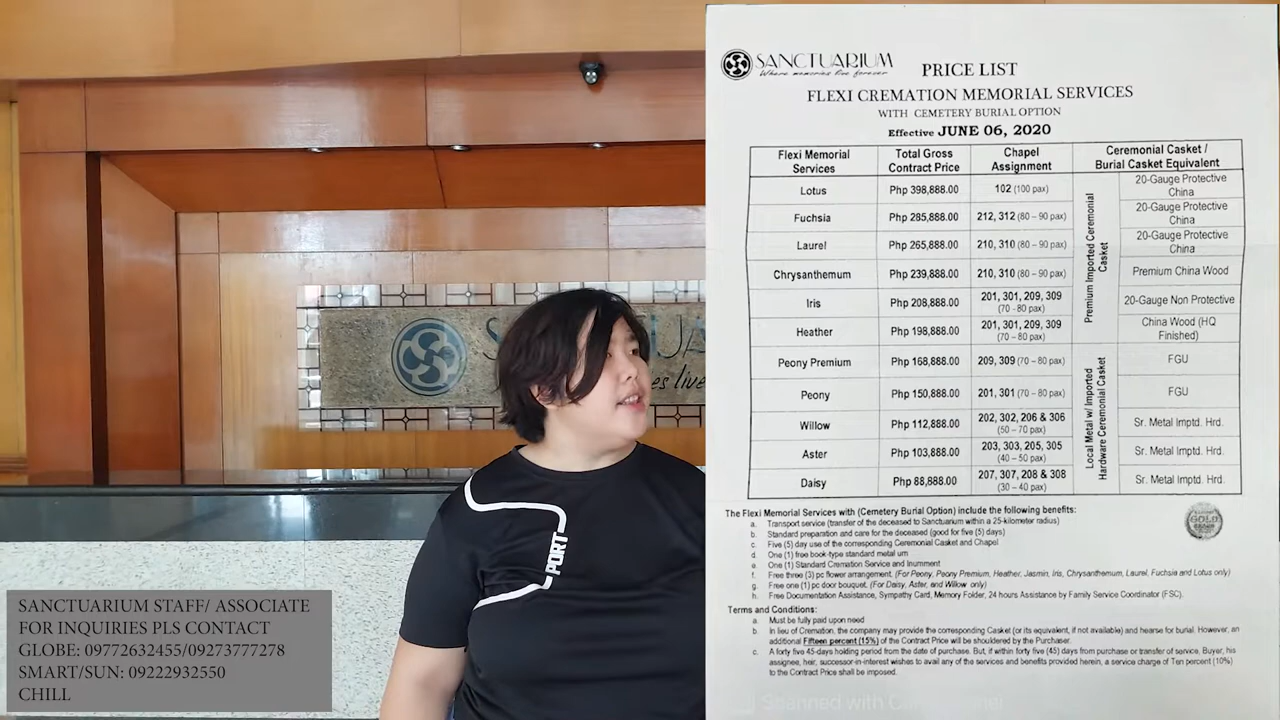 SANCTUARIUM
Where memories live forever
PRICE LIST
FLEXI CREMATION MEMORIAL SERVICES
WITH CEMETERY BURIAL OPTION
Effective JUNE 06, 2020
Flexi Memorial Services | Total Gross Contract Price | Chapel Assignment | Ceremonial Casket / Burial Casket Equivalent
Lotus | Php 398,888.00 | 102 (100 pax) | 20-Gauge Protective China
Fuchsia | Php 285,888.00 | 212, 312 (80 – 90 pax) | 20-Gauge Protective China
Laurel | Php 265,888.00 | 210, 310 (80 – 90 pax) | 20-Gauge Protective China
Chrysanthemum | Php 239,888.00 | 210, 310 (80 – 90 pax) | Premium China Wood
Iris | Php 208,888.00 | 201, 301, 209, 309 (70 -80 pax) | 20-Gauge Non Protective
Heather | Php 198,888.00 | 201, 301, 209, 309 (70 – 80 pax) | China Wood (HQ Finished)
Premium Imported Ceremonial Casket
Peony Premium | Php 168,888.00 | 209, 309 (70 – 80 pax) | FGU
Peony | Php 150,888.00 | 201, 301 (70 – 80 pax) | FGU
Willow | Php 112,888.00 | 202, 302, 206 & 306 (50 – 70 pax) | Sr. Metal Imptd. Hrd.
Aster | Php 103,888.00 | 203, 303, 205, 305 (40 – 50 pax) | Sr. Metal Imptd. Hrd.
Daisy | Php 88,888.00 | 207, 307, 208 & 308 (30 – 40 pax) | Sr. Metal Imptd. Hrd.
Local Metal w/ Imported Hardware Ceremonial Casket
The Flexi Memorial Services with (Cemetery Burial Option) include the following benefits:
a. Transport service (transfer of the deceased to Sanctuarium within a 25-kilometer radius)
b. Standard preparation and care for the deceased (good for five (5) days)
c. Five (5) day use of the corresponding Ceremonial Casket and Chapel
d. One (1) free book-type standard metal urn
e. One (1) Standard Cremation Service and Inurnment
f. Free three (3) pc flower arrangement. (For Peony, Peony Premium, Heather, Jasmin, Iris, Chrysanthemum, Laurel, Fuchsia and Lotus only)
g. Free one (1) pc door bouquet. (For Daisy, Aster, and Willow only)
h. Free Documentation Assistance, Sympathy Card, Memory Folder, 24 hours Assistance by Family Service Coordinator (FSC).
GOLD
Terms and Conditions:
a. Must be fully paid upon need
b. In lieu of Cremation, the company may provide the corresponding Casket (or its equivalent, if not available) and hearse for burial. However, an
additional Fifteen percent (15%) of the Contract Price will be shouldered by the Purchaser.
c. A forty five 45-days holding period from the date of purchase. But, if within forty five (45) days from purchase or transfer of service, Buyer, his
assignee, heir, successor-in-interest wishes to avail any of the services and benefits provided herein, a service charge of Ten percent (10%)
to the Contract Price shall be imposed.
Scanned with
PORT
SANCTUARIUM STAFF/ ASSOCIATE
FOR INQUIRIES PLS CONTACT
GLOBE: 09772632455/09273777278
SMART/SUN: 09222932550
CHILL